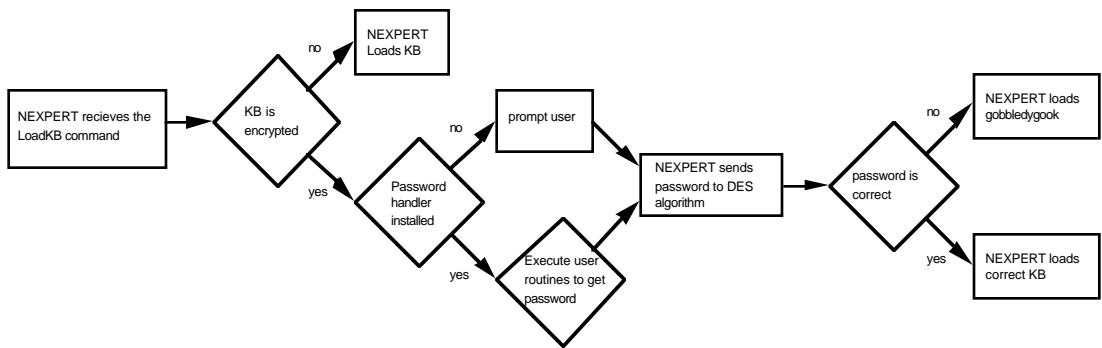 NEXPERT recieves the
LoadKB command
KB is
encrypted
no
NEXPERT
Loads KB
yes
Password
handler
installed
no
prompt user
yes
Execute user
routines to get
password
NEXPERT sends
password to DES
algorithm
password is
correct
no
NEXPERT loads
gobbledygook
yes
NEXPERT loads
correct KB